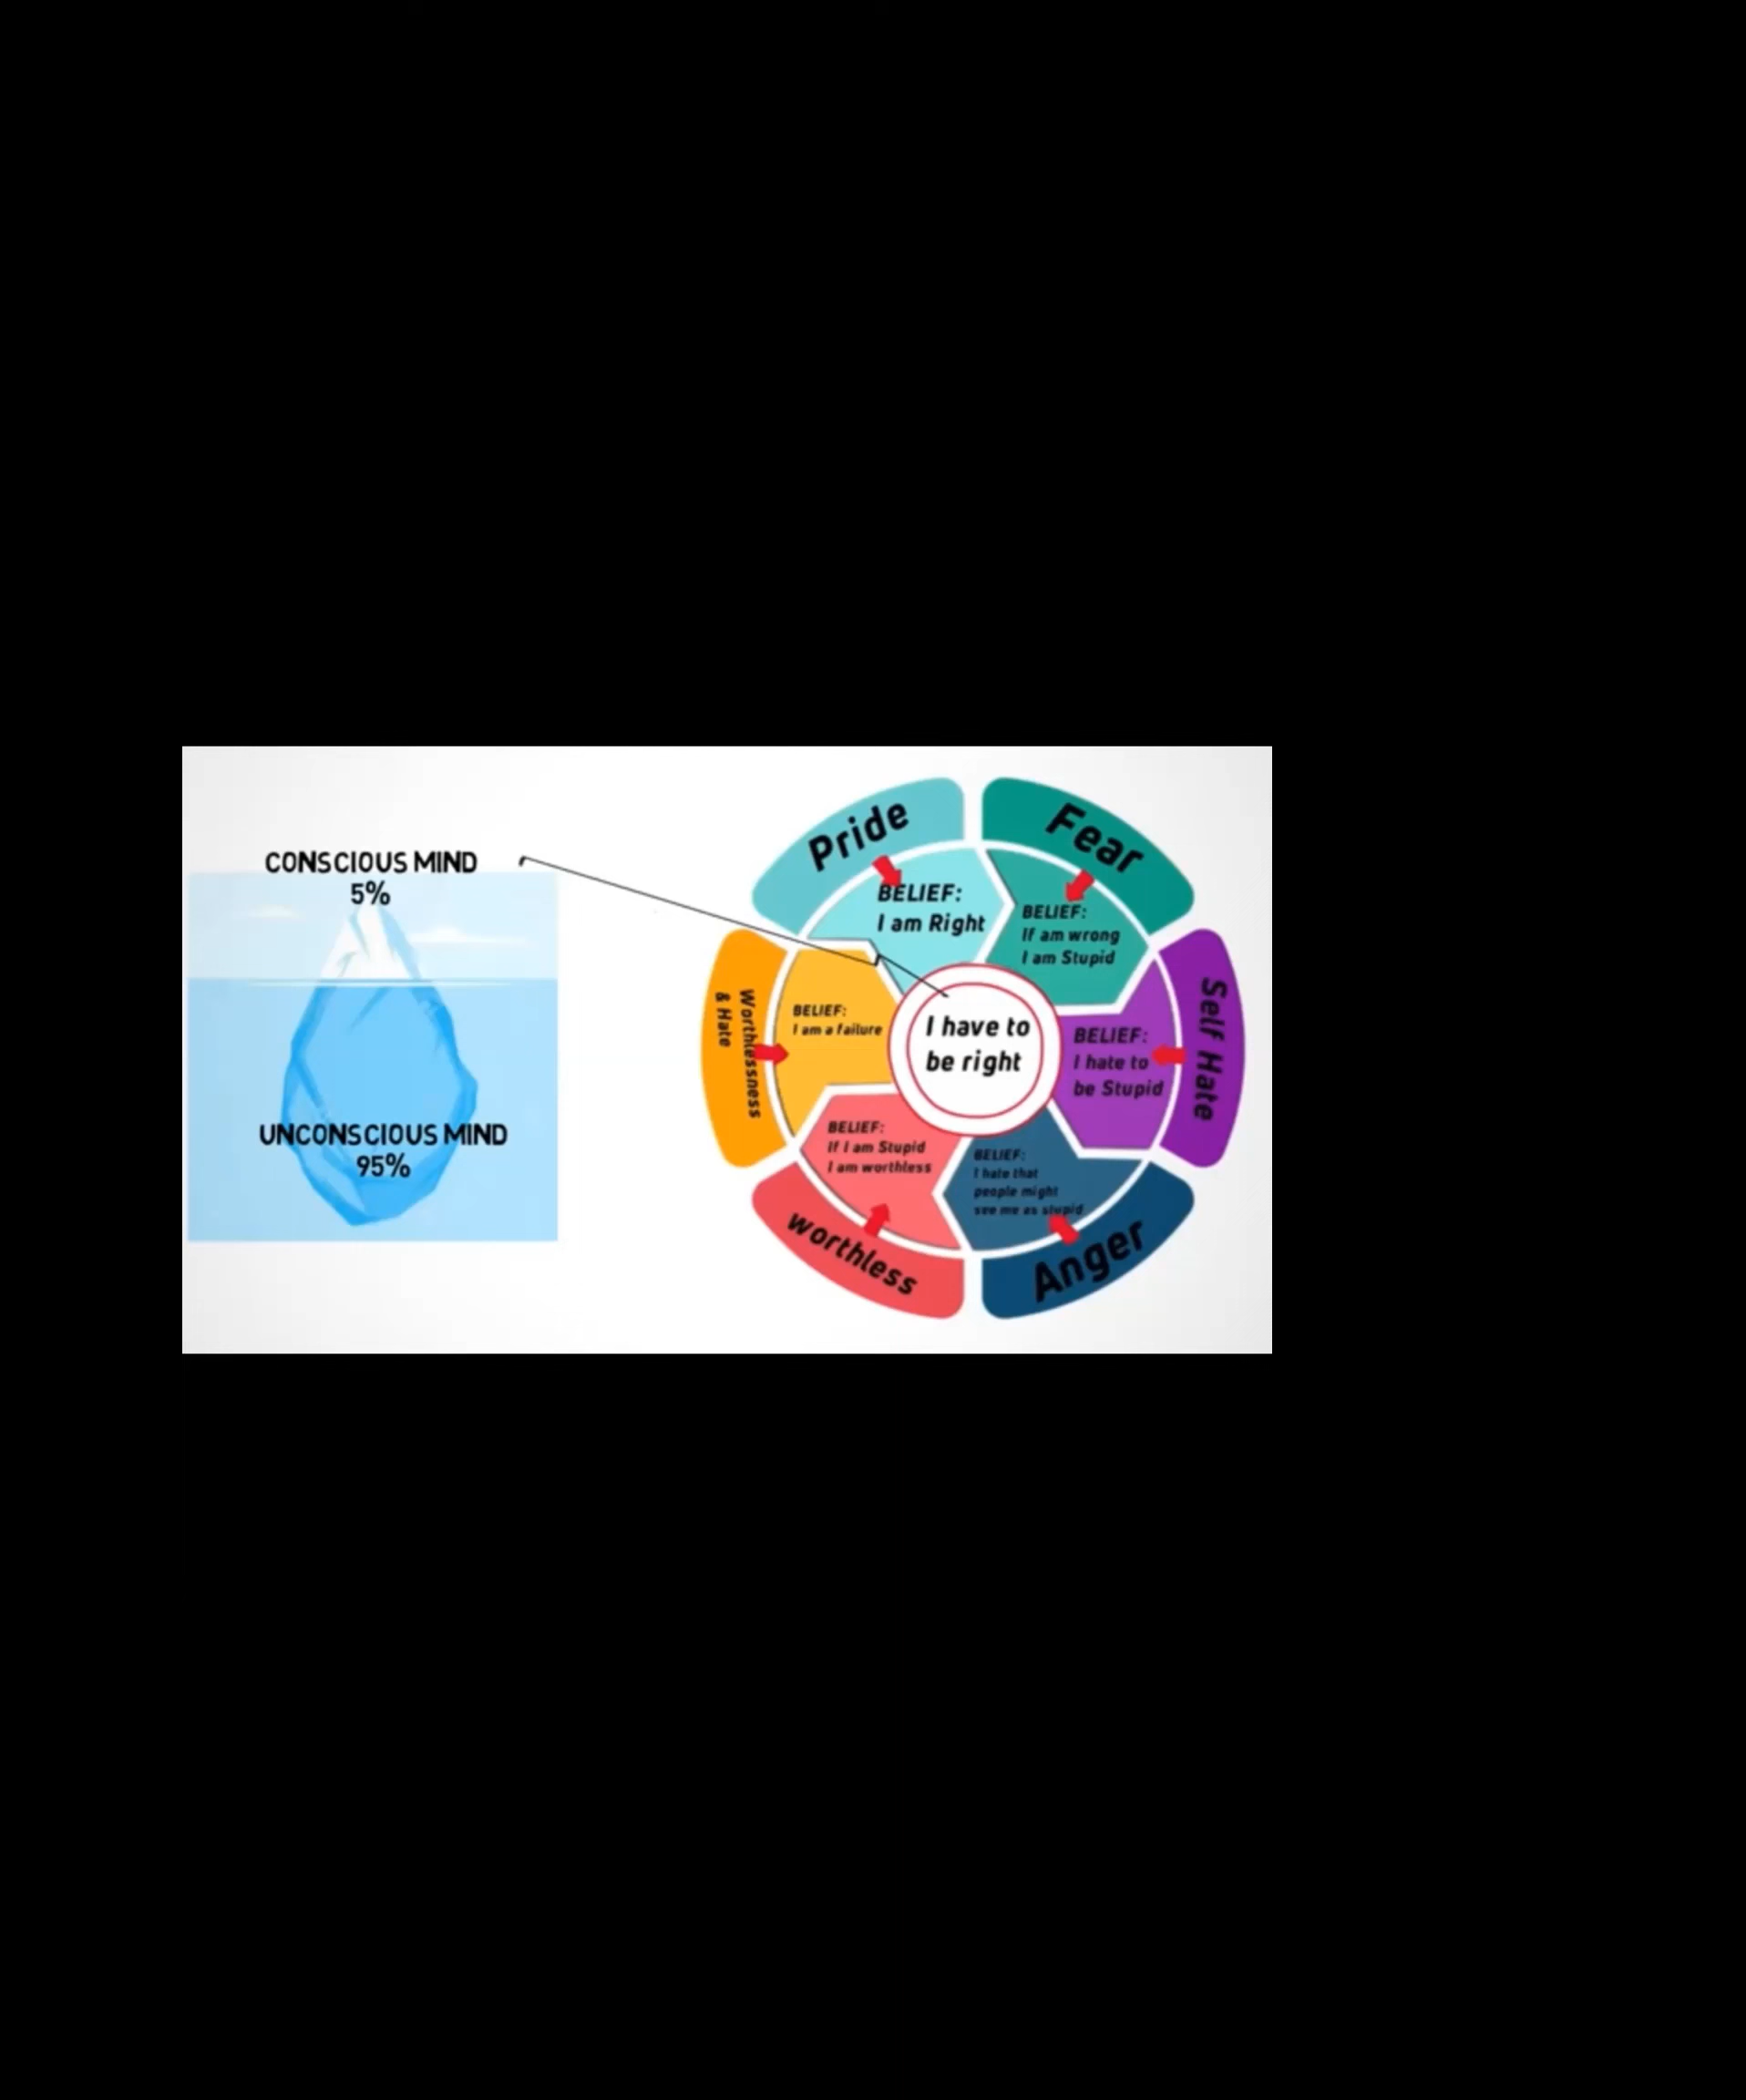 CONSCIOUS MIND
5%
UNCONSCIOUS MIND
95%
Pride
BELIEF:
I am Right
Fear
BELIEF:
If am wrong
I am Stupid
Self Hate
BELIEF:
I hate to
be Stupid
Anger
BELIEF:
I hate that
people might
see me as stupid
worthless
BELIEF:
If I am Stupid
I am worthless
Worthlessness
& Hate
BELIEF:
I am a failure
I have to
be right